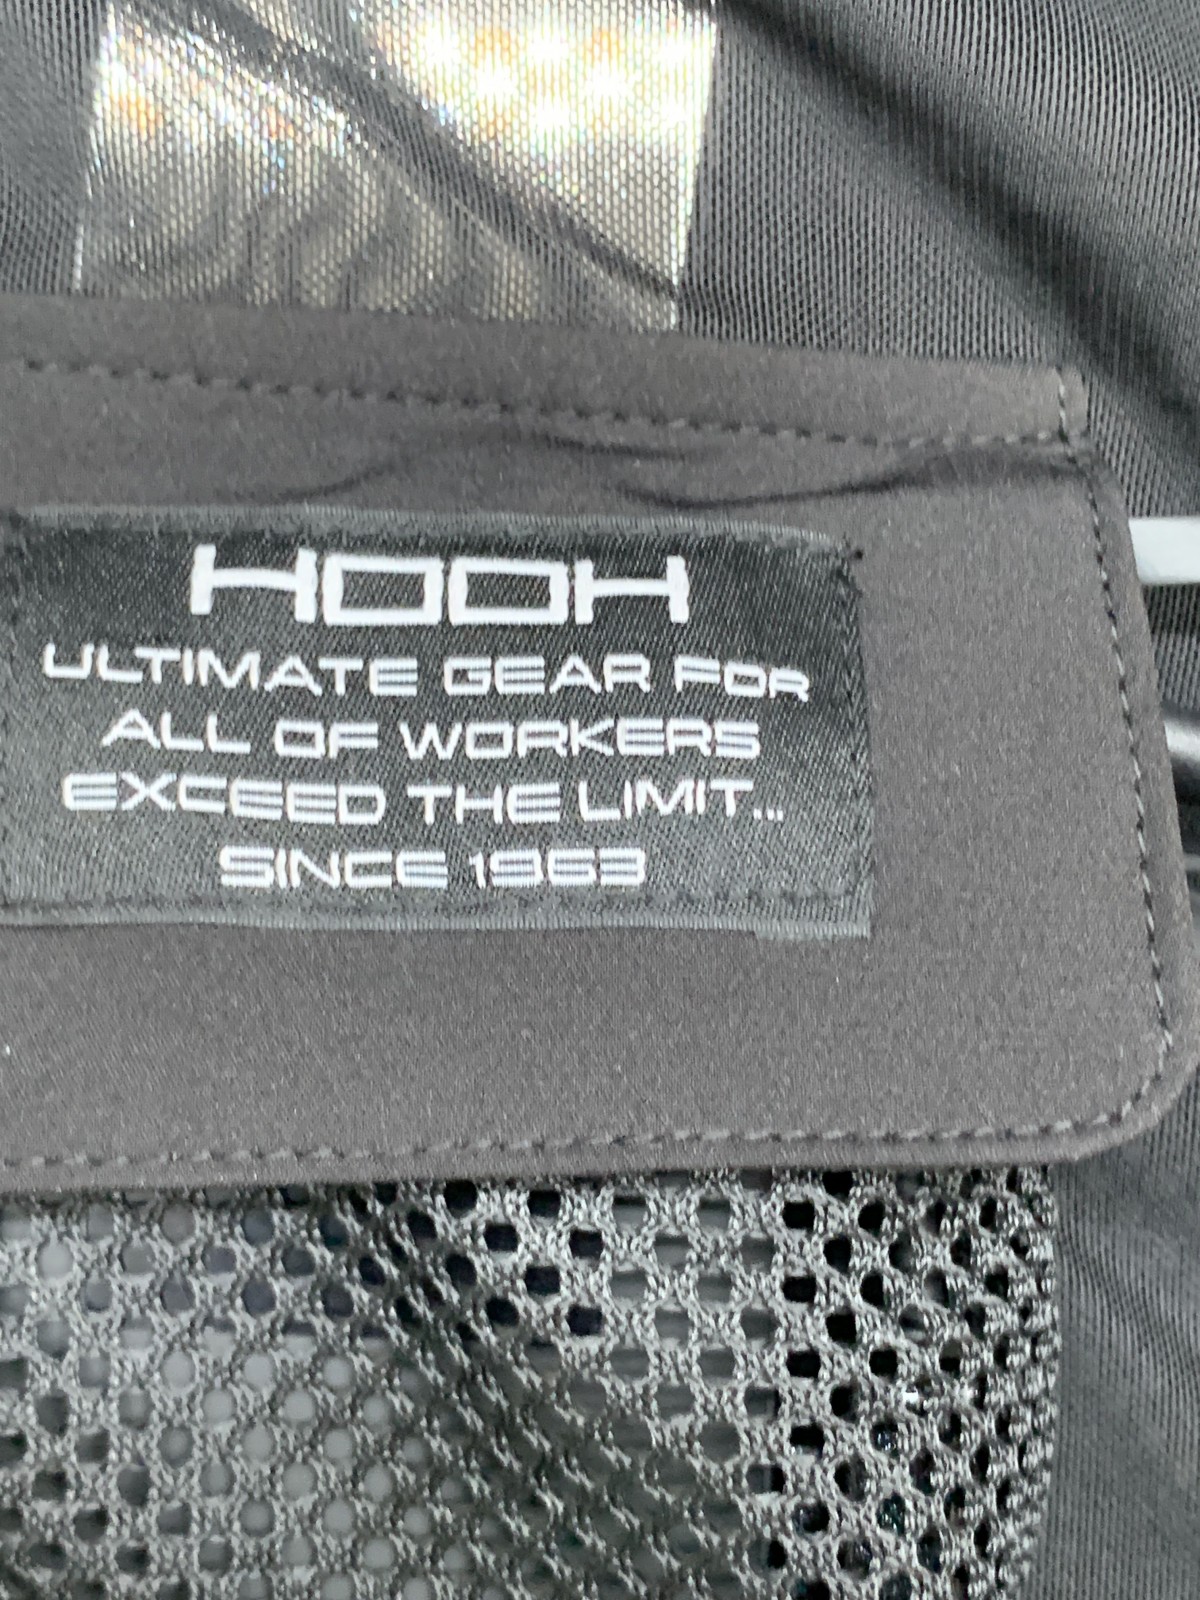 HOOH
ULTIMATE GEAR FOR
ALL OF WORKERS
EXCEED THE LIMIT...
SINCE 1963